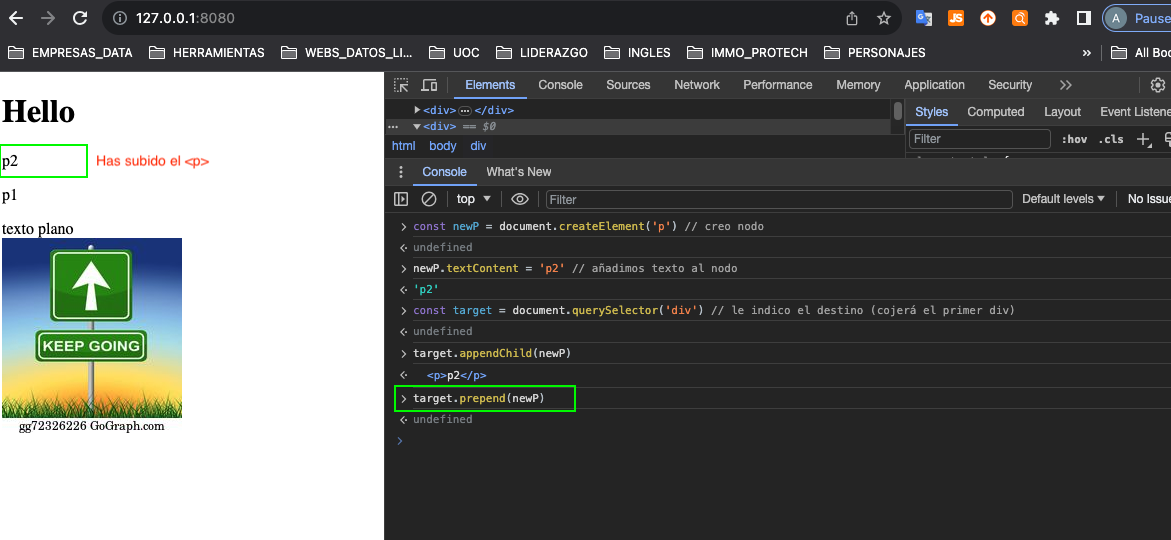 127.0.0.1:8080
A Pause
EMPRESAS_DATA HERRAMIENTAS WEBS_DATOS_LI... UOC LIDERAZGO INGLES IMMO_PROTECH PERSONAJES » All Boo
Hello
p2
Has subido el <p>
p1
texto plano
KEEP GOING
gg72326226 GoGraph.com
Elements Console Sources Network Performance Memory Application Security
<div> ... </div>
... <div> == $0
html body div
Styles Computed Layout Event Listene
Filter :hov .cls
Console What's New
top Filter Default levels No Issue
const newP = document.createElement('p') // creo nodo
undefined
newP.textContent = 'p2' // añadimos texto al nodo
'p2'
const target = document.querySelector('div') // le indico el destino (cojerá el primer div)
undefined
target.appendChild(newP)
<p>p2</p>
target.prepend(newP)
undefined